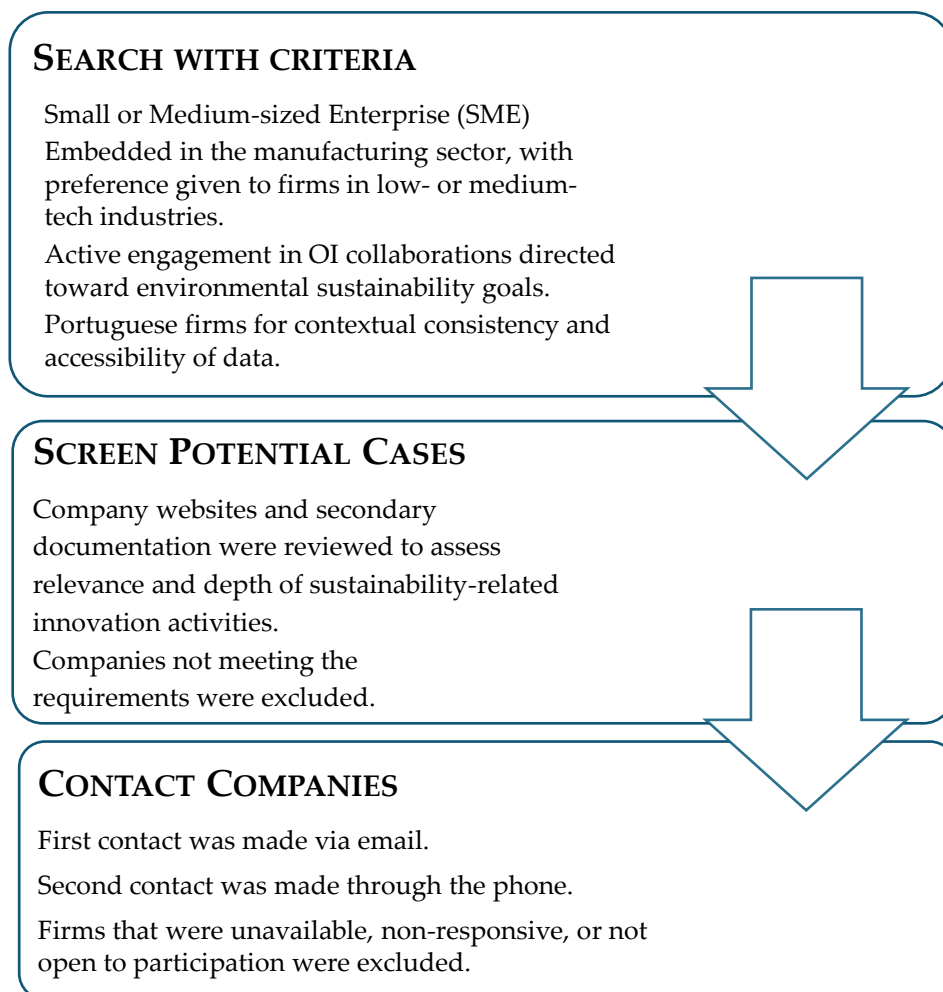 SEARCH WITH CRITERIA
Small or Medium-sized Enterprise (SME)
Embedded in the manufacturing sector, with
preference given to firms in low- or medium-
tech industries.
Active engagement in OI collaborations directed
toward environmental sustainability goals.
Portuguese firms for contextual consistency and
accessibility of data.
SCREEN POTENTIAL CASES
Company websites and secondary
documentation were reviewed to assess
relevance and depth of sustainability-related
innovation activities.
Companies not meeting the
requirements were excluded.
CONTACT COMPANIES
First contact was made via email.
Second contact was made through the phone.
Firms that were unavailable, non-responsive, or not
open to participation were excluded.